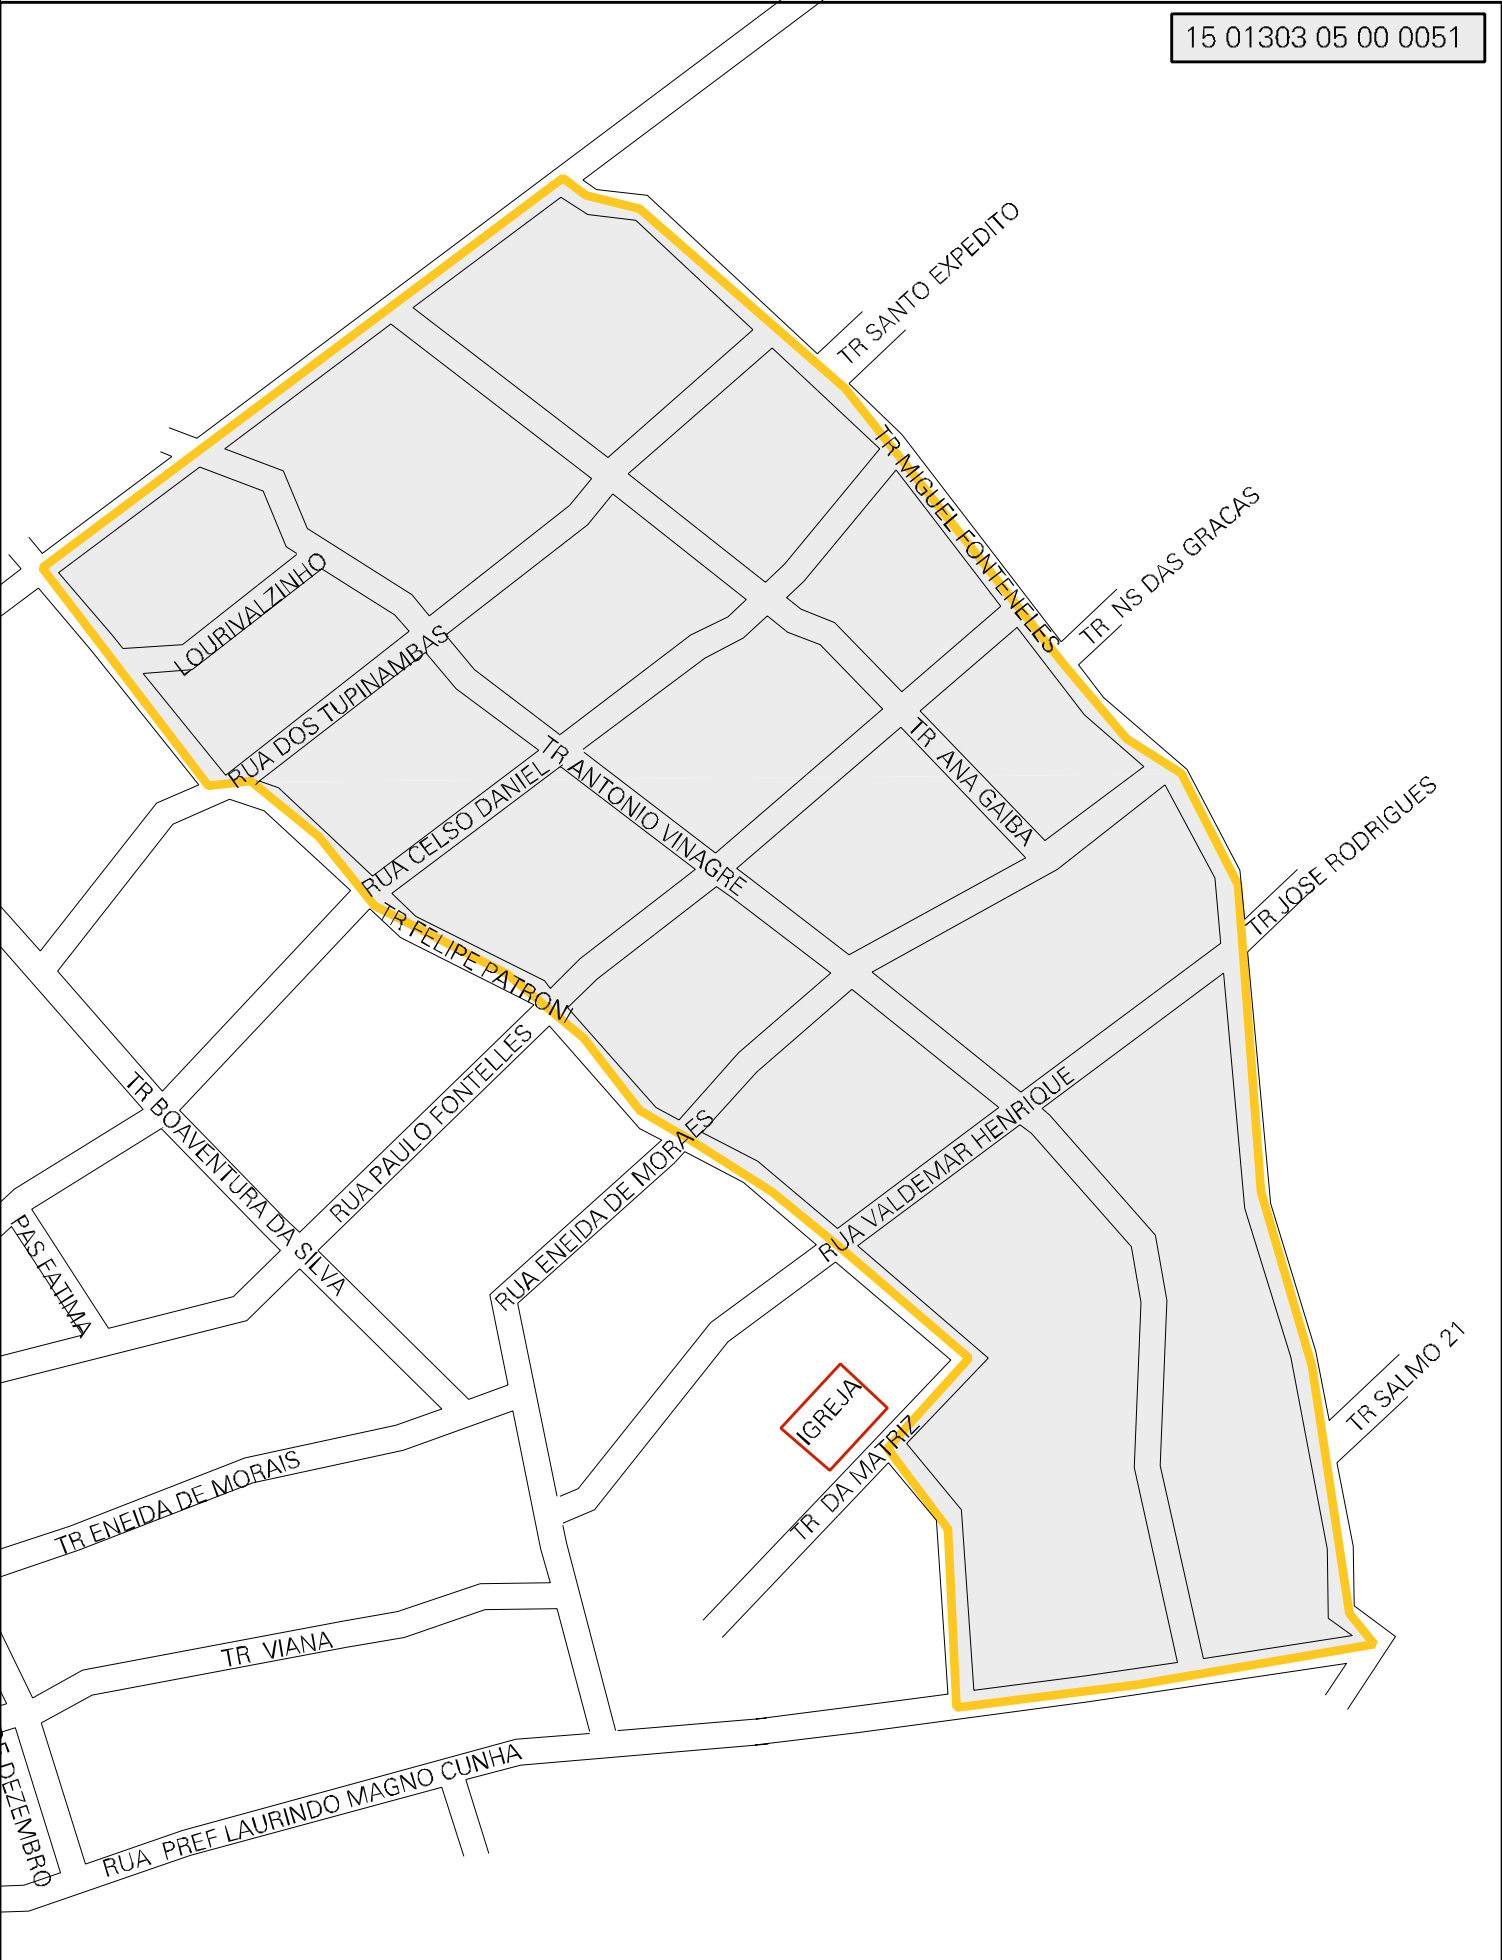 15 01303 05 00 0051
TR SANTO EXPEDITO
TR MIGUEL FONTENELES
TR NS DAS GRACAS
LOURIVALZINHO
RUA DOS TUPINAMBAS
TR ANTONIO VINAGRE
TR ANA GAIBA
RUA CELSO DANIEL
TR JOSE RODRIGUES
TR FELIPE PATRONI
RUA PAULO FONTELLES
TR BOAVENTURA DA SILVA
RUA ENEIDA DE MORAES
RUA VALDEMAR HENRIQUE
PAS FATIMA
TR SALMO 21
IGREJA
TR DA MATRIZ
TR ENEIDA DE MORAIS
TR VIANA
DEZEMBRO
RUA PREF LAURINDO MAGNO CUNHA